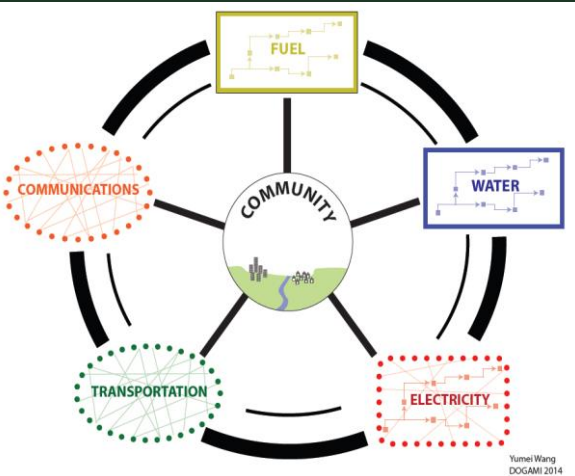 FUEL
COMMUNICATIONS
WATER
COMMUNITY
TRANSPORTATION
ELECTRICITY
Yumei Wang
DOGAMI 2014